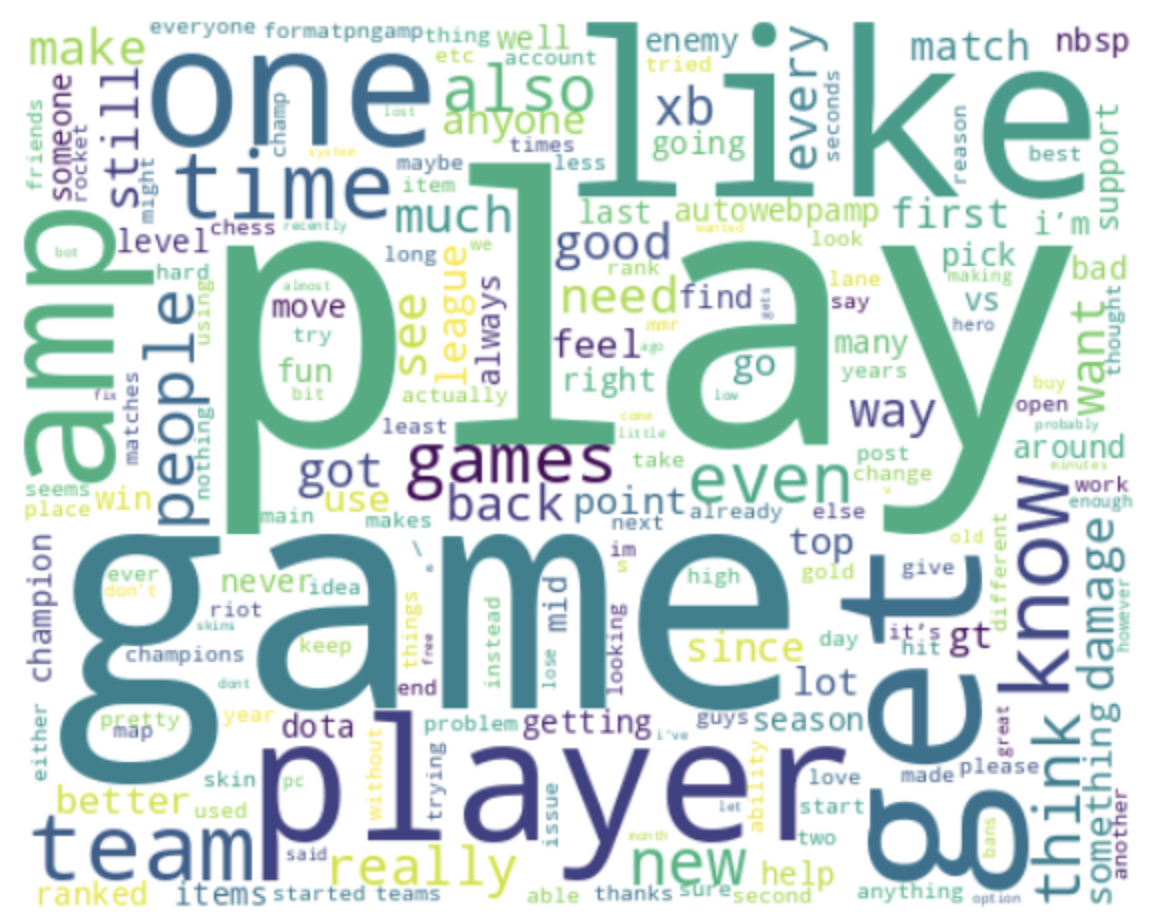 everyone formatpngamp thing well
make one like
etc account enemy tried match nbsp
also xb every
someone rocket still champ lost anyone
friends going seconds reason best support
system times less
time maybe item
might much last autowebpamp first i'm
amp level chess recently we wanted look
bot long good pick bad
hard using play rank making
people almost move see league always need find gets lane say vs hero want thought
try fun bit feel ago mmr right go low many years
fix matches actually come little way buy open probably
nothing least games take around
seems place win got use back point even post change minutes work enough
main makes next already else v
game know
champion ever don't never idea \ e im s high top gold old give get different damage however
riot skins keep things free instead mid looking since day it's hit gt
champions dont end lose lot
pretty map year dota problem getting i've guys season great
either player think something
skin pc without trying issue ability love made please
better used let start another
team said really month new two help bans
ranked items started teams able thanks sure second anything option